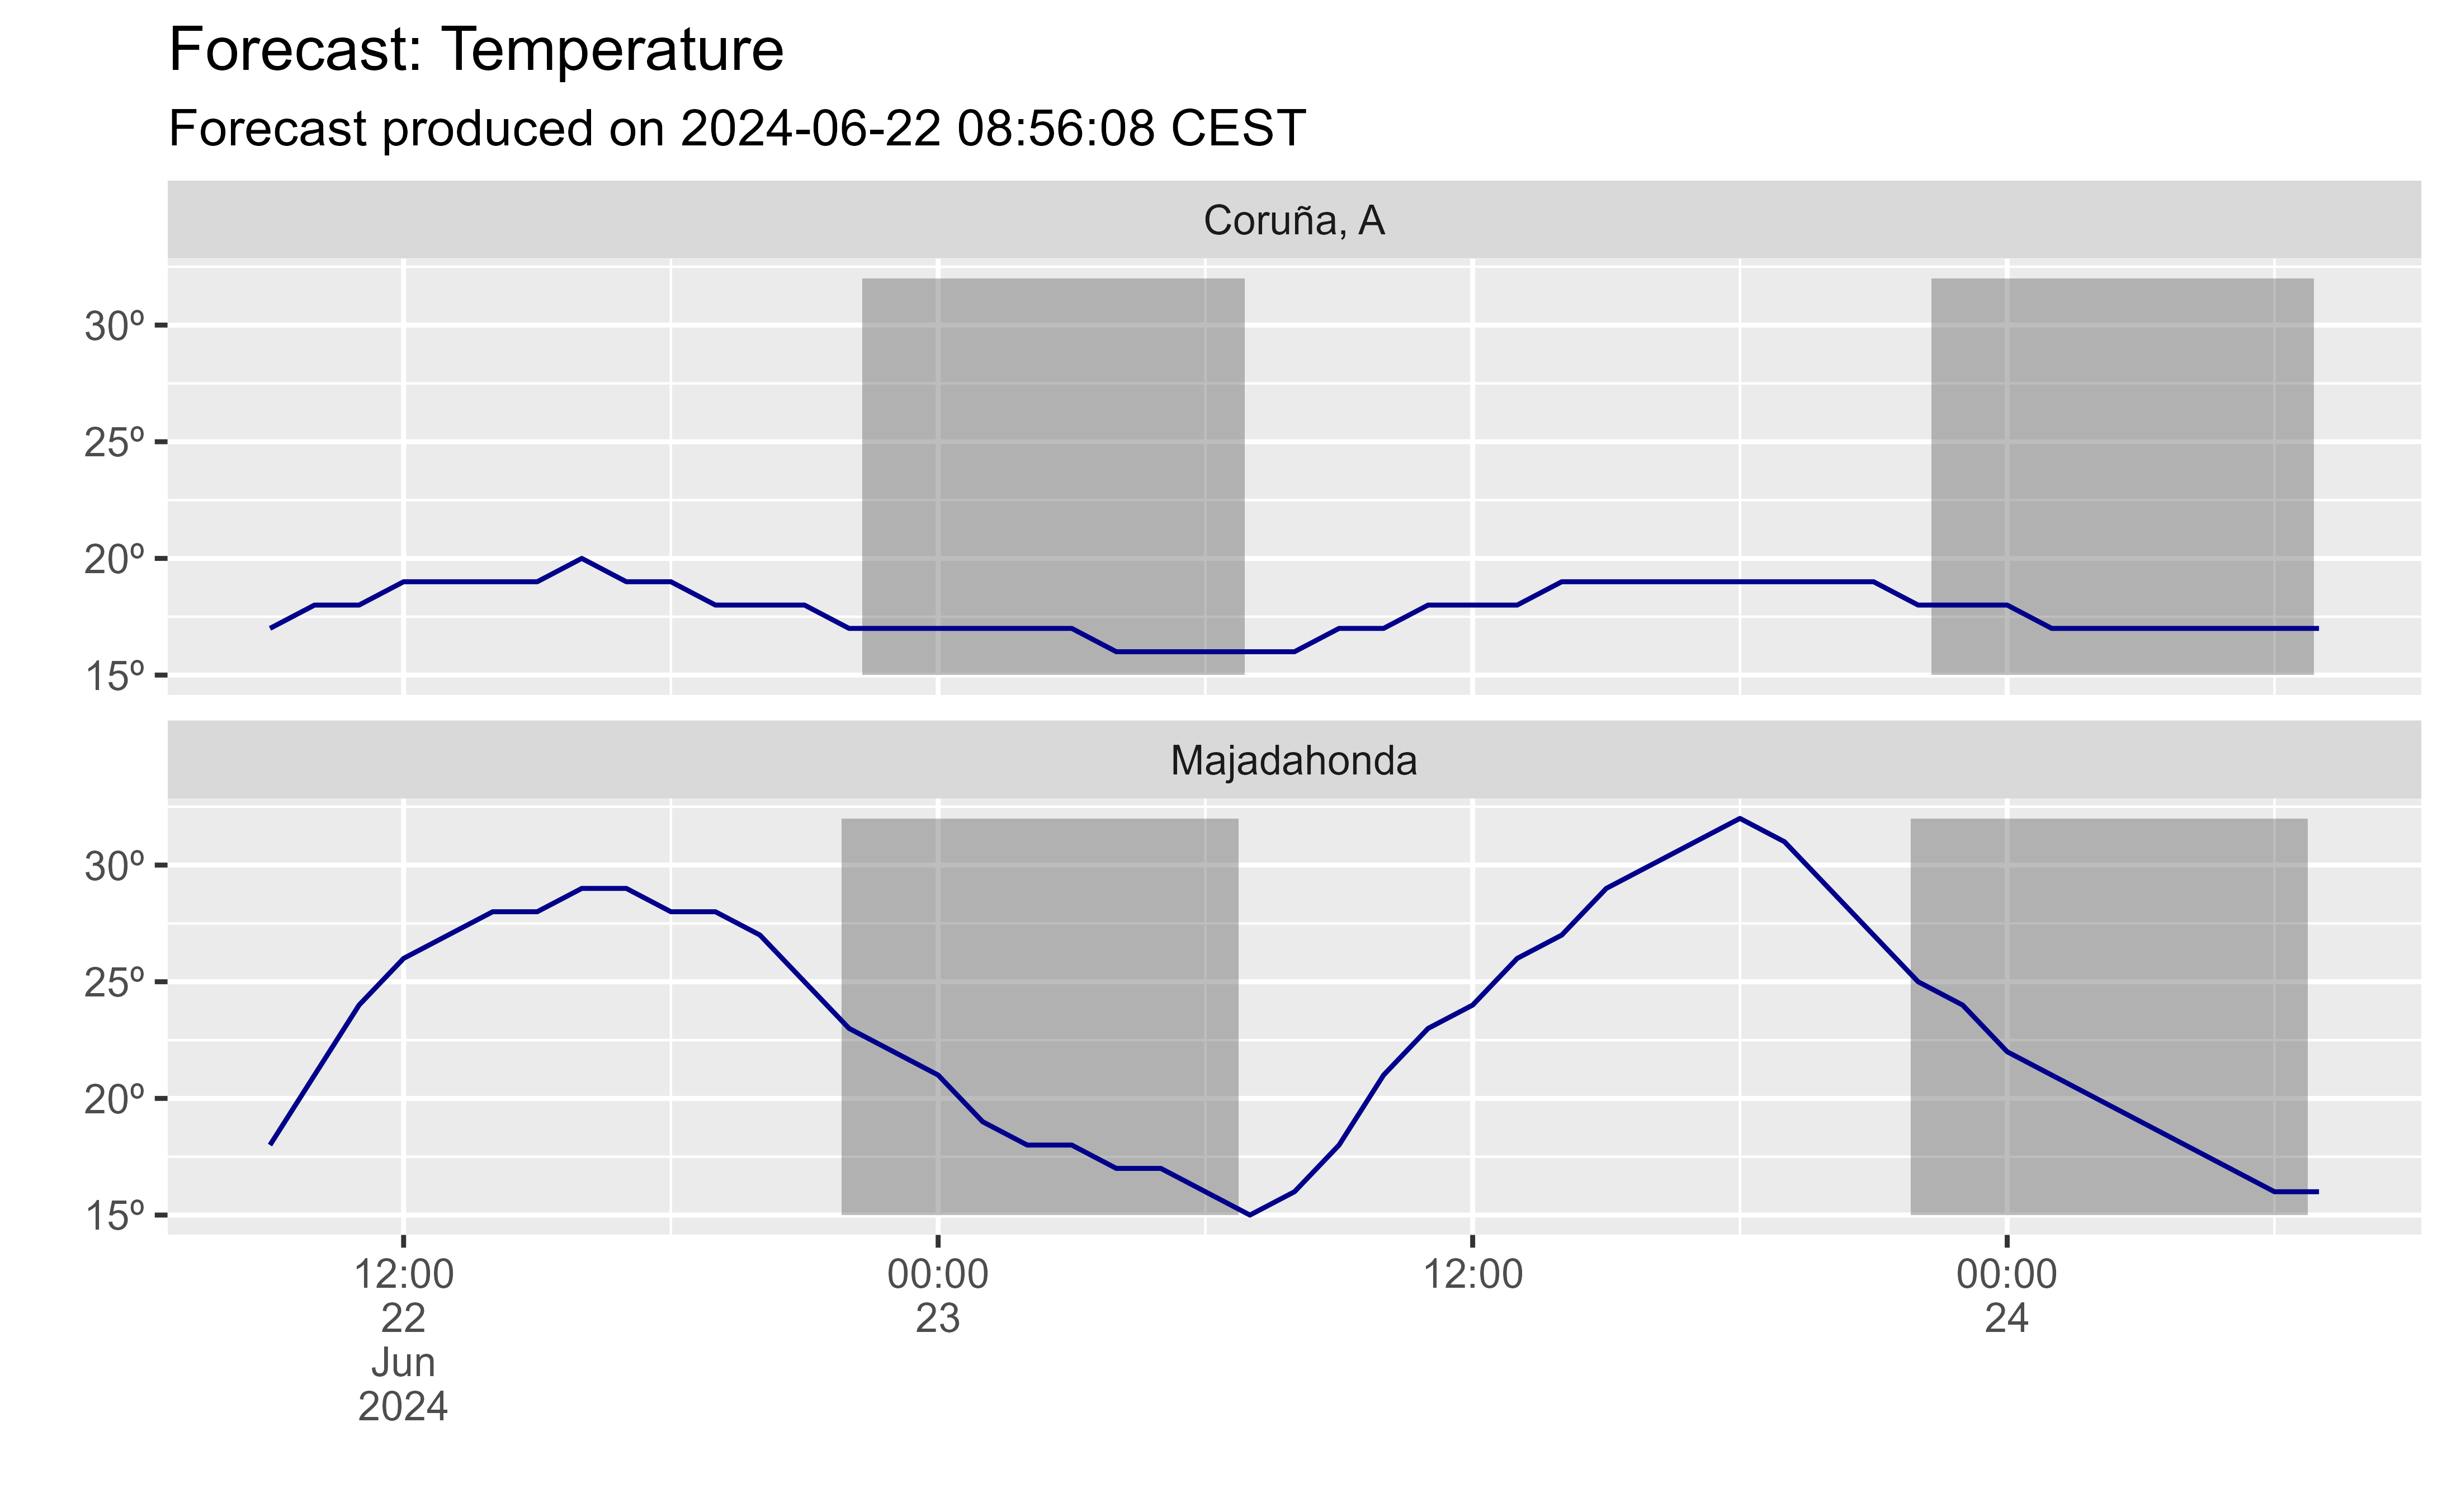 Forecast: Temperature
Forecast produced on 2024-06-22 08:56:08 CEST
Coruña, A
30º
25º
20º
15º
Majadahonda
30º
25º
20º
15º
12:00 00:00 12:00 00:00
22 23 24
Jun
2024